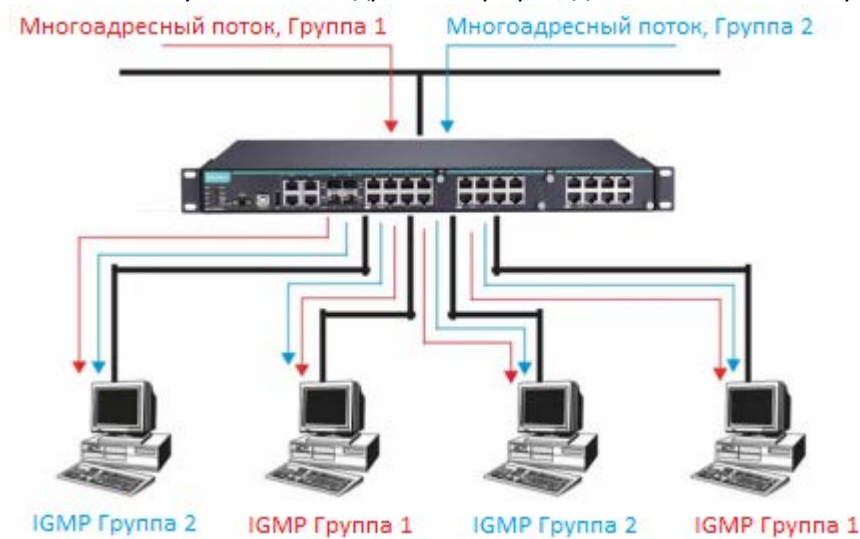 Многоадресный поток, Группа 1
Многоадресный поток, Группа 2
IGMP Группа 2
IGMP Группа 1
IGMP Группа 2
IGMP Группа 1